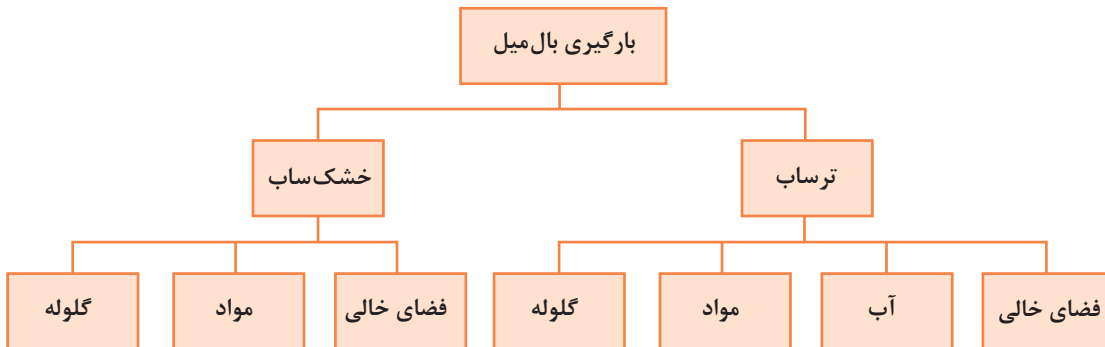 بارگیری بال‌میل
ترساب
خشک‌ساب
فضای خالی
آب
مواد
گلوله
فضای خالی
مواد
گلوله